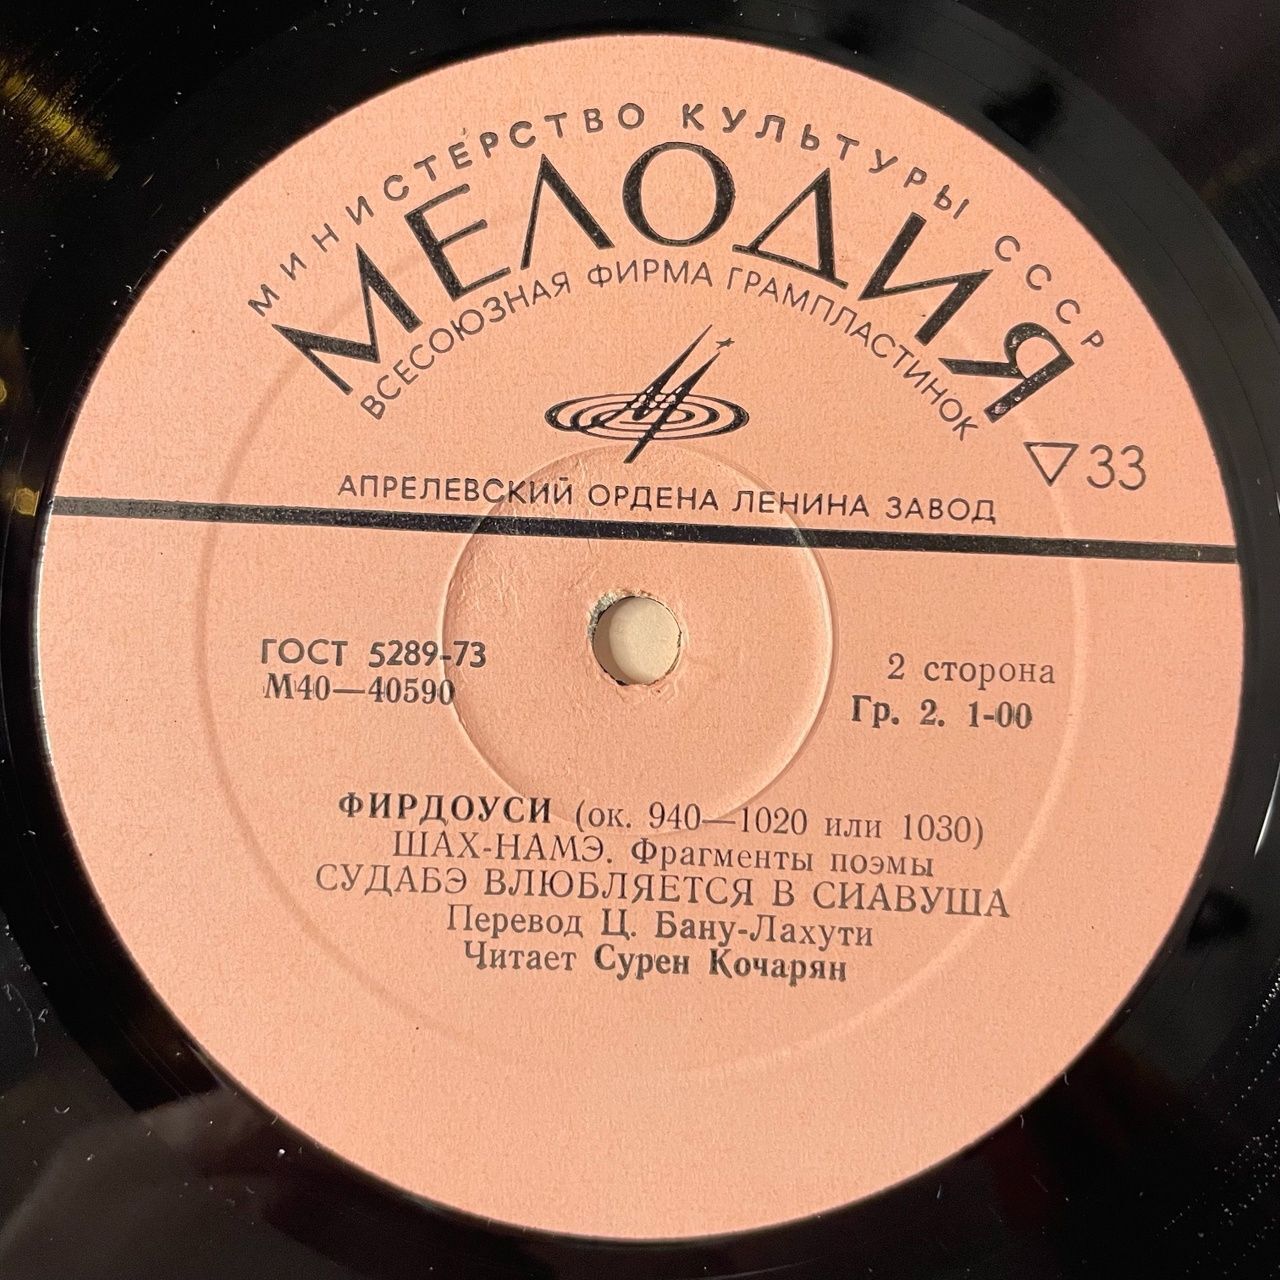 МИНИСТЕРСТВО КУЛЬТУРЫ СССР
МЕЛОДИЯ
ВСЕСОЮЗНАЯ ФИРМА ГРАМПЛАСТИНОК
▽33
АПРЕЛЕВСКИЙ ОРДЕНА ЛЕНИНА ЗАВОД
ГОСТ 5289-73
М40—40590
2 сторона
Гр. 2. 1-00
ФИРДОУСИ (ок. 940—1020 или 1030)
ШАХ-НАМЭ. Фрагменты поэмы
СУДАБЭ ВЛЮБЛЯЕТСЯ В СИАВУША
Перевод Ц. Бану-Лахути
Читает Сурен Кочарян